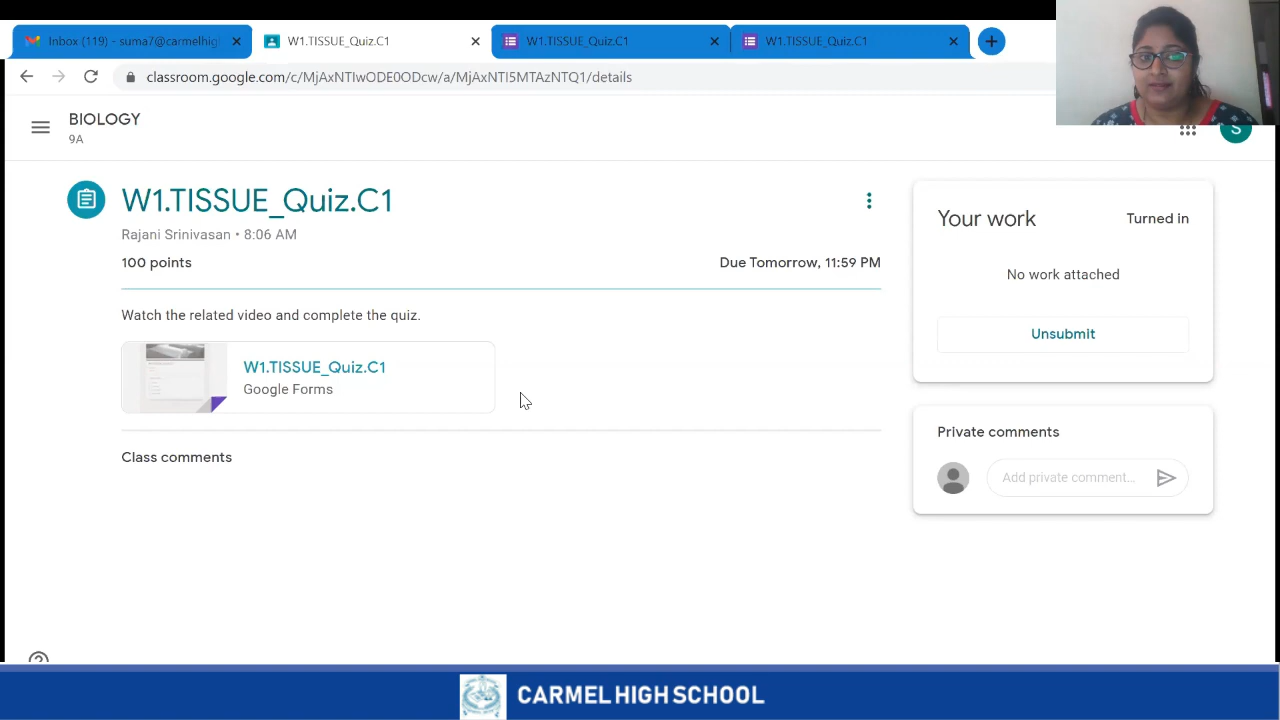 Inbox (119) - suma7@carmelhig
W1.TISSUE_Quiz.C1
W1.TISSUE_Quiz.C1
W1.TISSUE_Quiz.C1
classroom.google.com/c/MjAxNTIwODE0ODcw/a/MjAxNTI5MTAzNTQ1/details
BIOLOGY
9A
S
W1.TISSUE_Quiz.C1
Rajani Srinivasan • 8:06 AM
100 points
Due Tomorrow, 11:59 PM
Watch the related video and complete the quiz.
W1.TISSUE_Quiz.C1
Google Forms
Class comments
Your work
Turned in
No work attached
Unsubmit
Private comments
Add private comment...
CARMEL HIGH SCHOOL